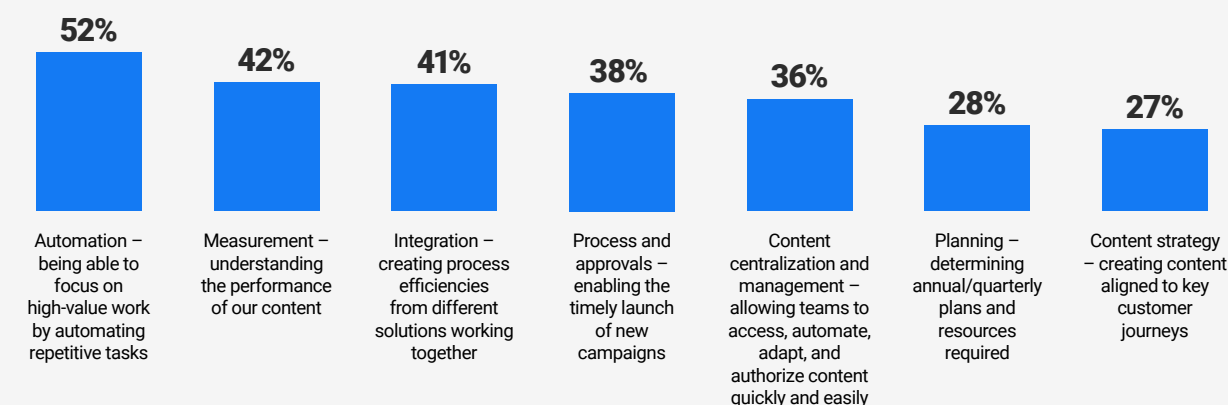 52%
42%
41%
38%
36%
28%
27%
Automation –
being able to
focus on
high-value work
by automating
repetitive tasks
Measurement –
understanding
the performance
of our content
Integration –
creating process
efficiencies
from different
solutions working
together
Process and
approvals –
enabling the
timely launch
of new
campaigns
Content
centralization and
management –
allowing teams to
access, automate,
adapt, and
authorize content
quickly and easily
Planning –
determining
annual/quarterly
plans and
resources
required
Content strategy
– creating content
aligned to key
customer
journeys